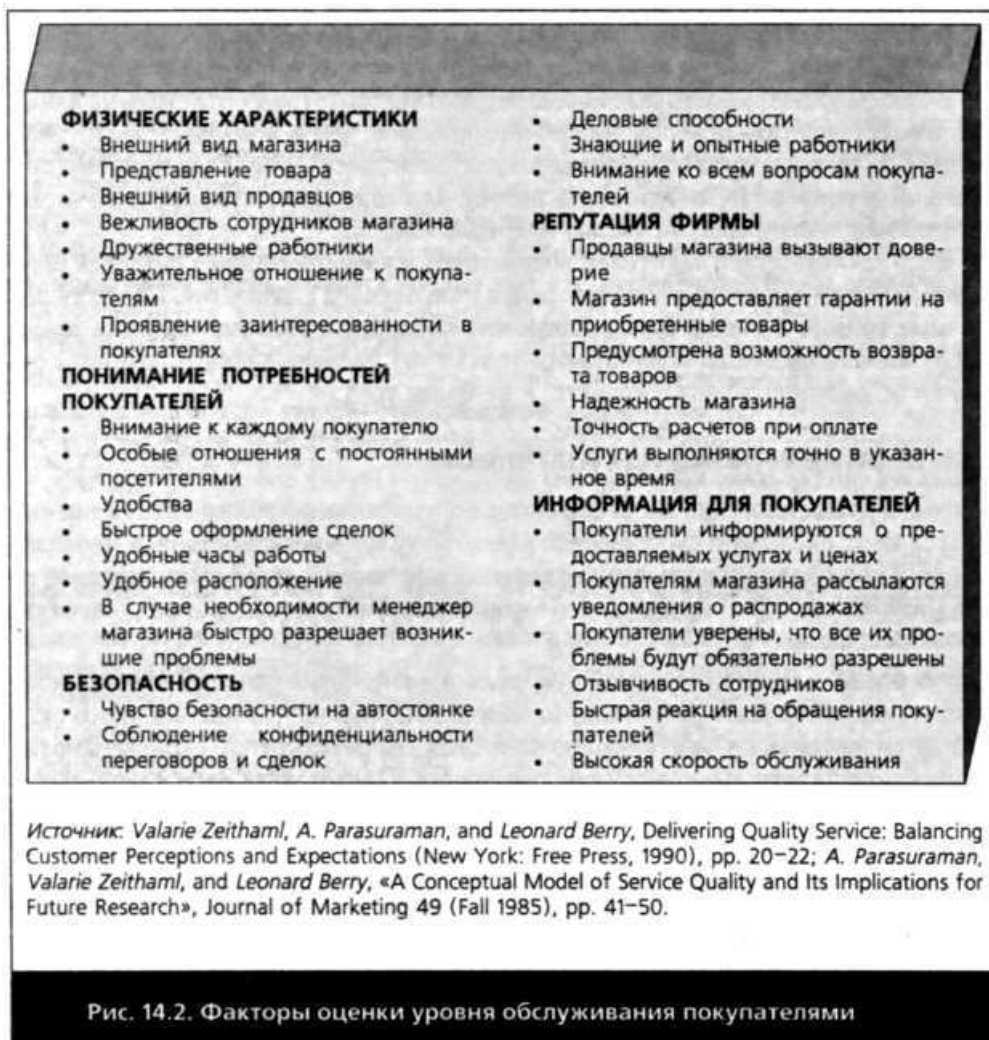 ФИЗИЧЕСКИЕ ХАРАКТЕРИСТИКИ
• Внешний вид магазина
• Представление товара
• Внешний вид продавцов
• Вежливость сотрудников магазина
• Дружественные работники
• Уважительное отношение к покупа-
телям
• Проявление заинтересованности в
покупателях
ПОНИМАНИЕ ПОТРЕБНОСТЕЙ
ПОКУПАТЕЛЕЙ
• Внимание к каждому покупателю
• Особые отношения с постоянными
посетителями
• Удобства
• Быстрое оформление сделок
• Удобные часы работы
• Удобное расположение
• В случае необходимости менеджер
магазина быстро разрешает возник-
шие проблемы
БЕЗОПАСНОСТЬ
• Чувство безопасности на автостоянке
• Соблюдение конфиденциальности
переговоров и сделок
• Деловые способности
• Знающие и опытные работники
• Внимание ко всем вопросам покупа-
телей
РЕПУТАЦИЯ ФИРМЫ
• Продавцы магазина вызывают дове-
рие
• Магазин предоставляет гарантии на
приобретенные товары
• Предусмотрена возможность возвра-
та товаров
• Надежность магазина
• Точность расчетов при оплате
• Услуги выполняются точно в указан-
ное время
ИНФОРМАЦИЯ ДЛЯ ПОКУПАТЕЛЕЙ
• Покупатели информируются о пре-
доставляемых услугах и ценах
• Покупателям магазина рассылаются
уведомления о распродажах
• Покупатели уверены, что все их про-
блемы будут обязательно разрешены
• Отзывчивость сотрудников
• Быстрая реакция на обращения поку-
пателей
• Высокая скорость обслуживания
Источник: Valarie Zeithaml, A. Parasuraman, and Leonard Berry, Delivering Quality Service: Balancing
Customer Perceptions and Expectations (New York: Free Press, 1990), pp. 20–22; A. Parasuraman,
Valarie Zeithaml, and Leonard Berry, «A Conceptual Model of Service Quality and Its Implications for
Future Research», Journal of Marketing 49 (Fall 1985), pp. 41–50.
Рис. 14.2. Факторы оценки уровня обслуживания покупателями